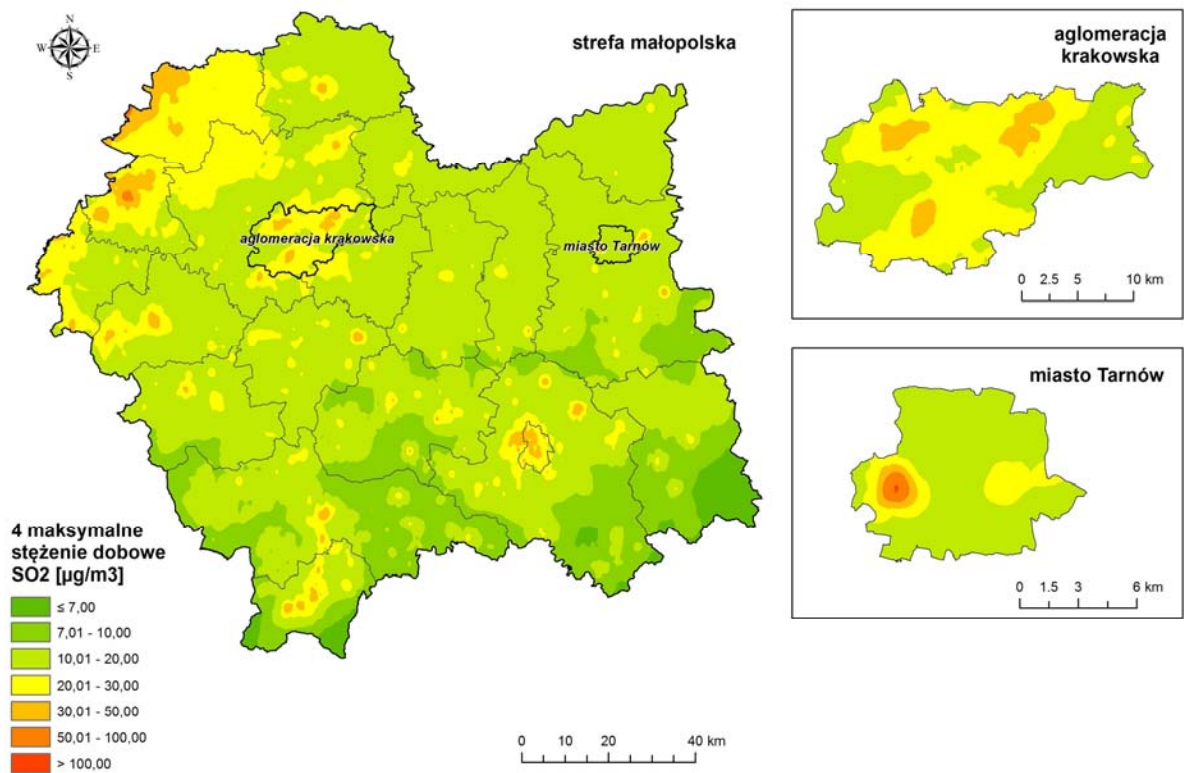 N
W E
S
strefa małopolska
aglomeracja krakowska
miasto Tarnów
4 maksymalne
stężenie dobowe
SO2 [µg/m3]
≤ 7,00
7,01 - 10,00
10,01 - 20,00
20,01 - 30,00
30,01 - 50,00
50,01 - 100,00
> 100,00
0 10 20 40 km
aglomeracja
krakowska
0 2.5 5 10 km
miasto Tarnów
0 1.5 3 6 km